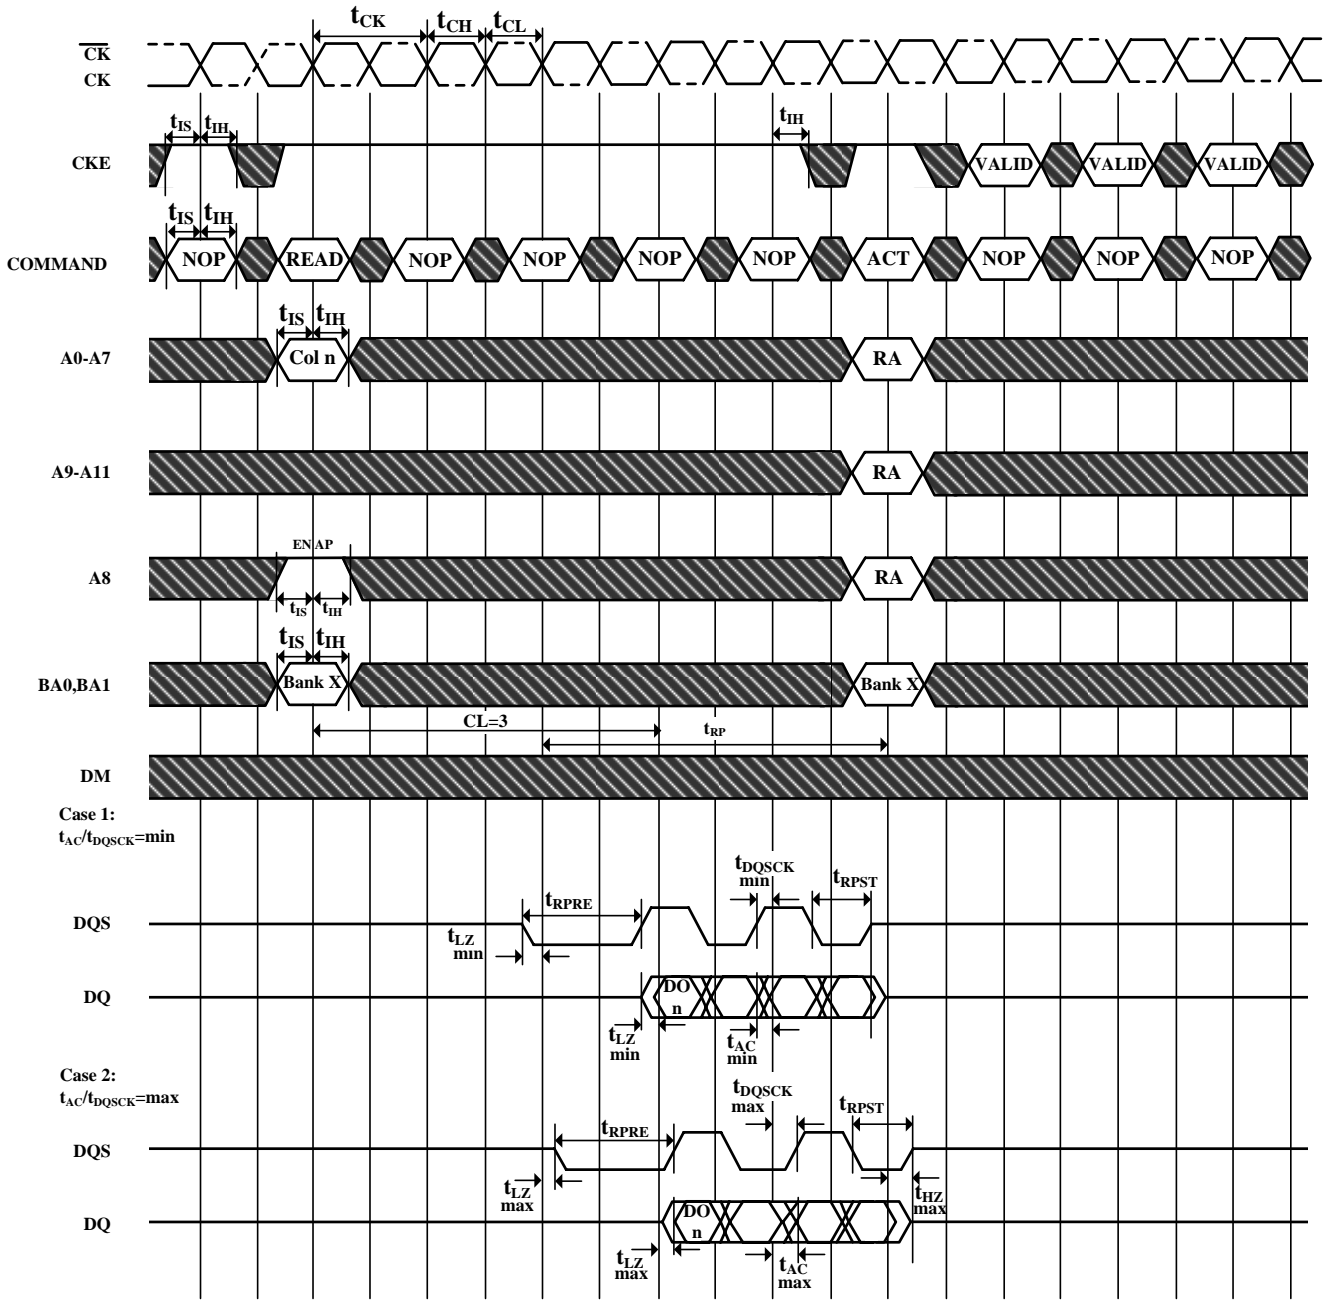 tCK tCH tCL
CK
CK
tIS tIH tIH
CKE VALID VALID VALID
tIS tIH
COMMAND NOP READ NOP NOP NOP NOP ACT NOP NOP NOP
tIS tIH
A0-A7 Col n RA
A9-A11 RA
EN AP
A8 RA
tIS tIH
tIS tIH
BA0,BA1 Bank X Bank X
CL=3 tRP
DM
Case 1:
tAC/tDQSCK=min
tDQSCK
min
tRPST
tRPRE
DQS
tLZ
min
DQ DO
n
tLZ
min
tAC
min
Case 2:
tAC/tDQSCK=max
tDQSCK
max
tRPST
tRPRE
DQS
tLZ
max
tHZ
max
DQ DO
n
tLZ
max
tAC
max